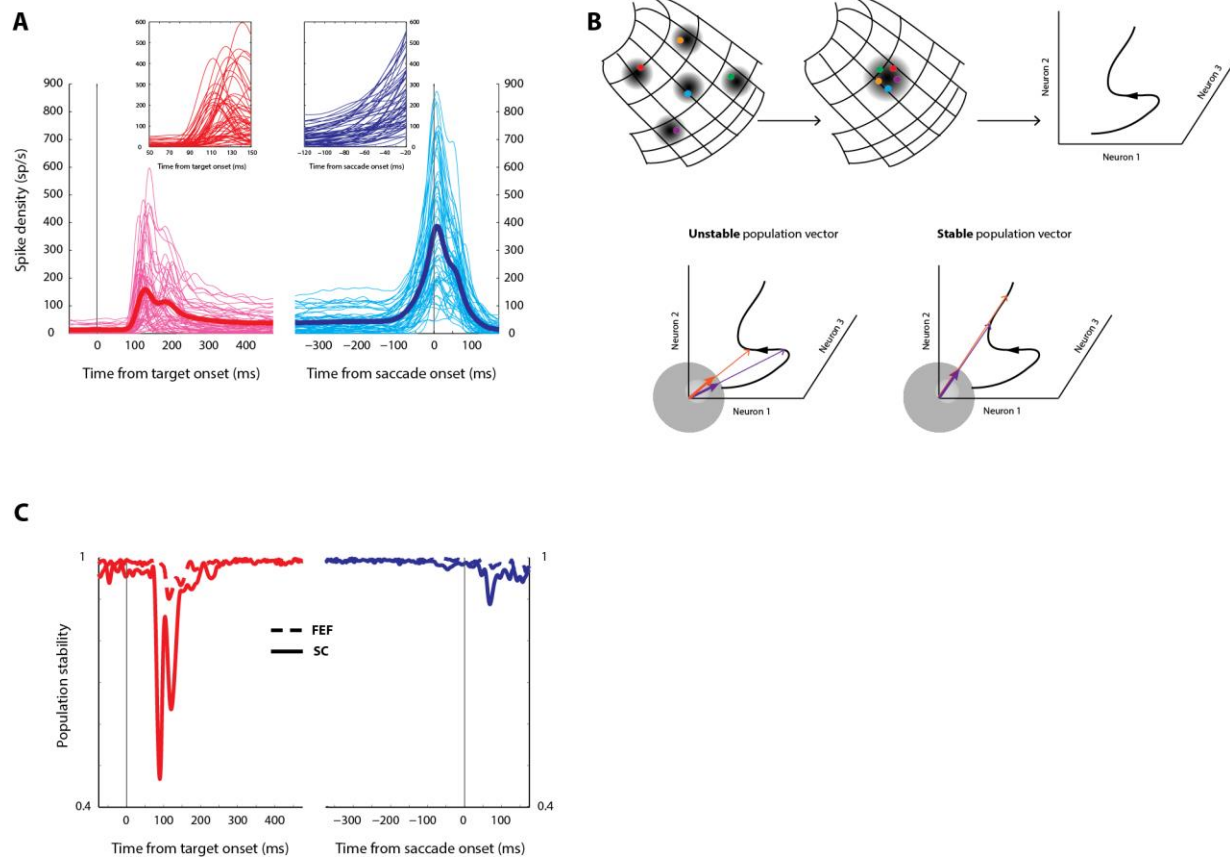 A
600
500
400
300
200
100
0
50 70 90 110 130 150
Time from target onset (ms)
600
500
400
300
200
100
0
-120 -100 -80 -60 -40 -20
Time from saccade onset (ms)
Spike density (sp/s)
900
800
700
600
500
400
300
200
100
0
900
800
700
600
500
400
300
200
100
0
0 100 200 300 400
Time from target onset (ms)
−300 −200 −100 0 100
Time from saccade onset (ms)
B
Neuron 2
Neuron 1
Neuron 3
Unstable population vector
Neuron 2
Neuron 1
Neuron 3
Stable population vector
Neuron 2
Neuron 1
Neuron 3
C
Population stability
1
0.4
FEF
SC
1
0.4
0 100 200 300 400
Time from target onset (ms)
−300 −200 −100 0 100
Time from saccade onset (ms)